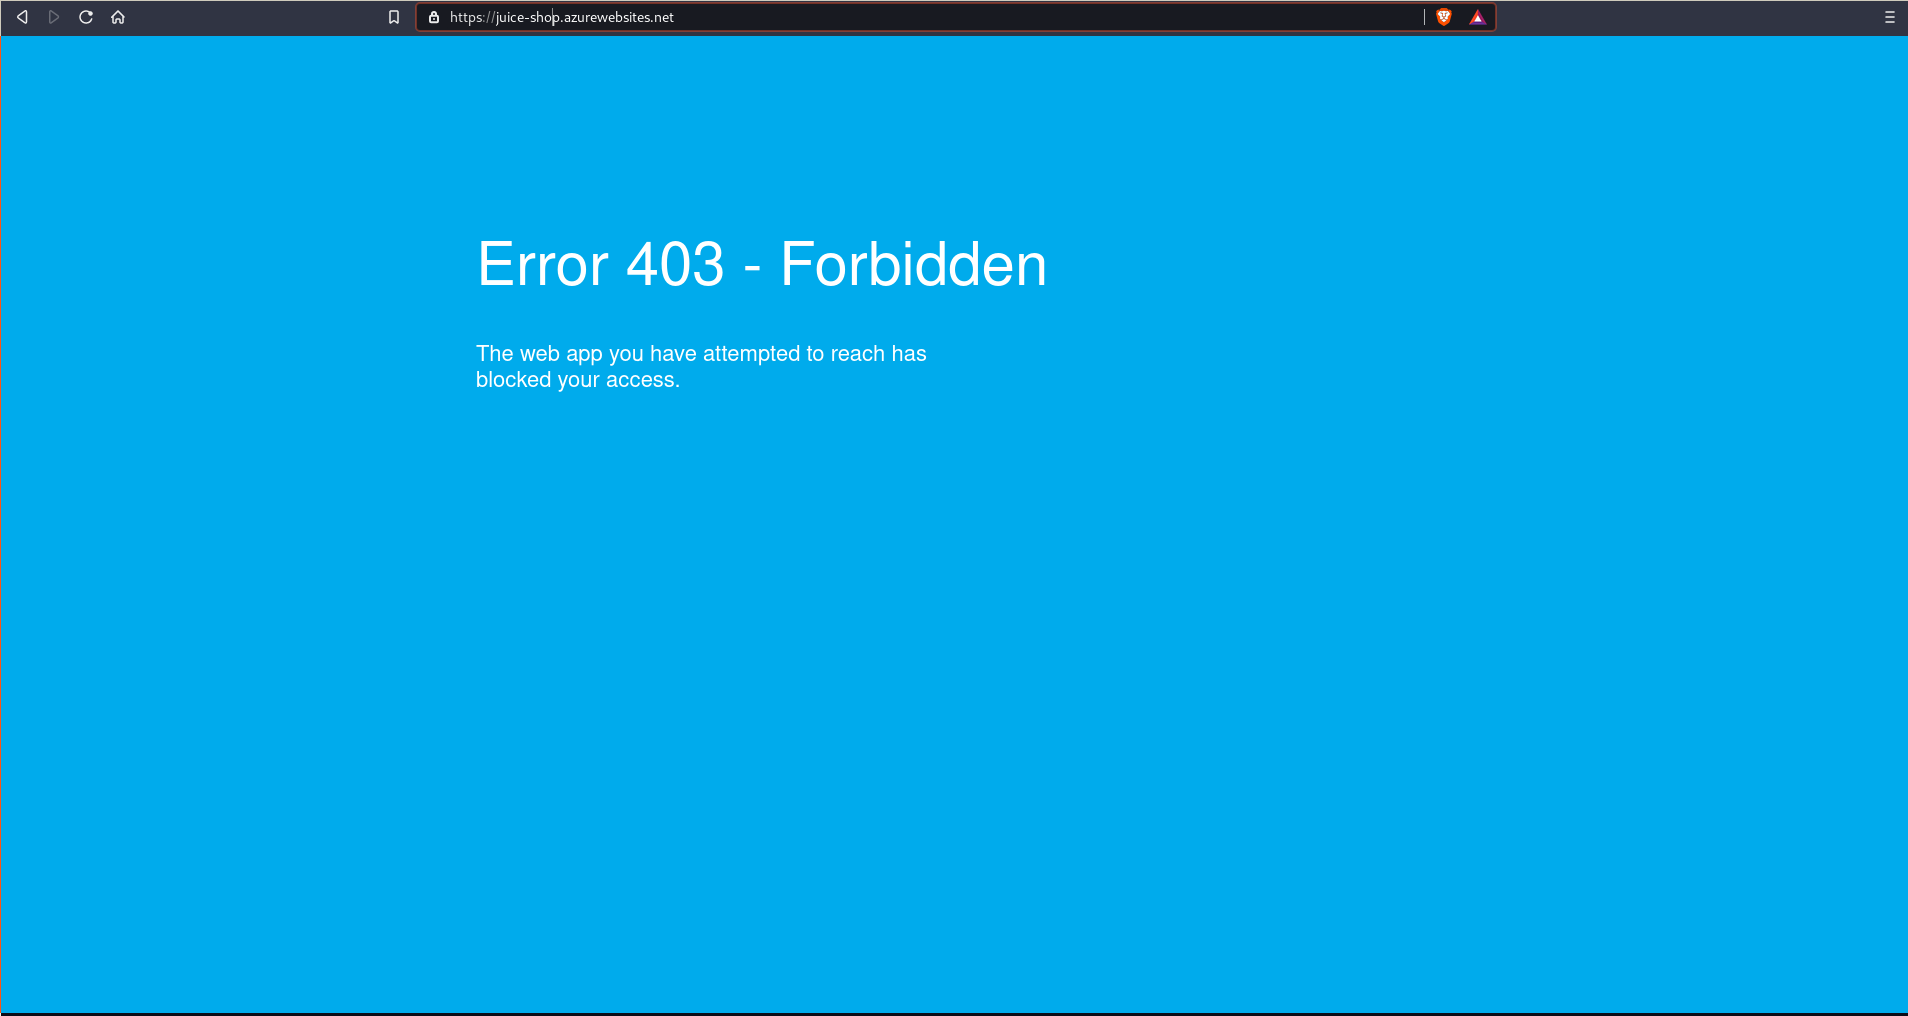 https://juice-shop.azurewebsites.net
Error 403 - Forbidden
The web app you have attempted to reach has
blocked your access.